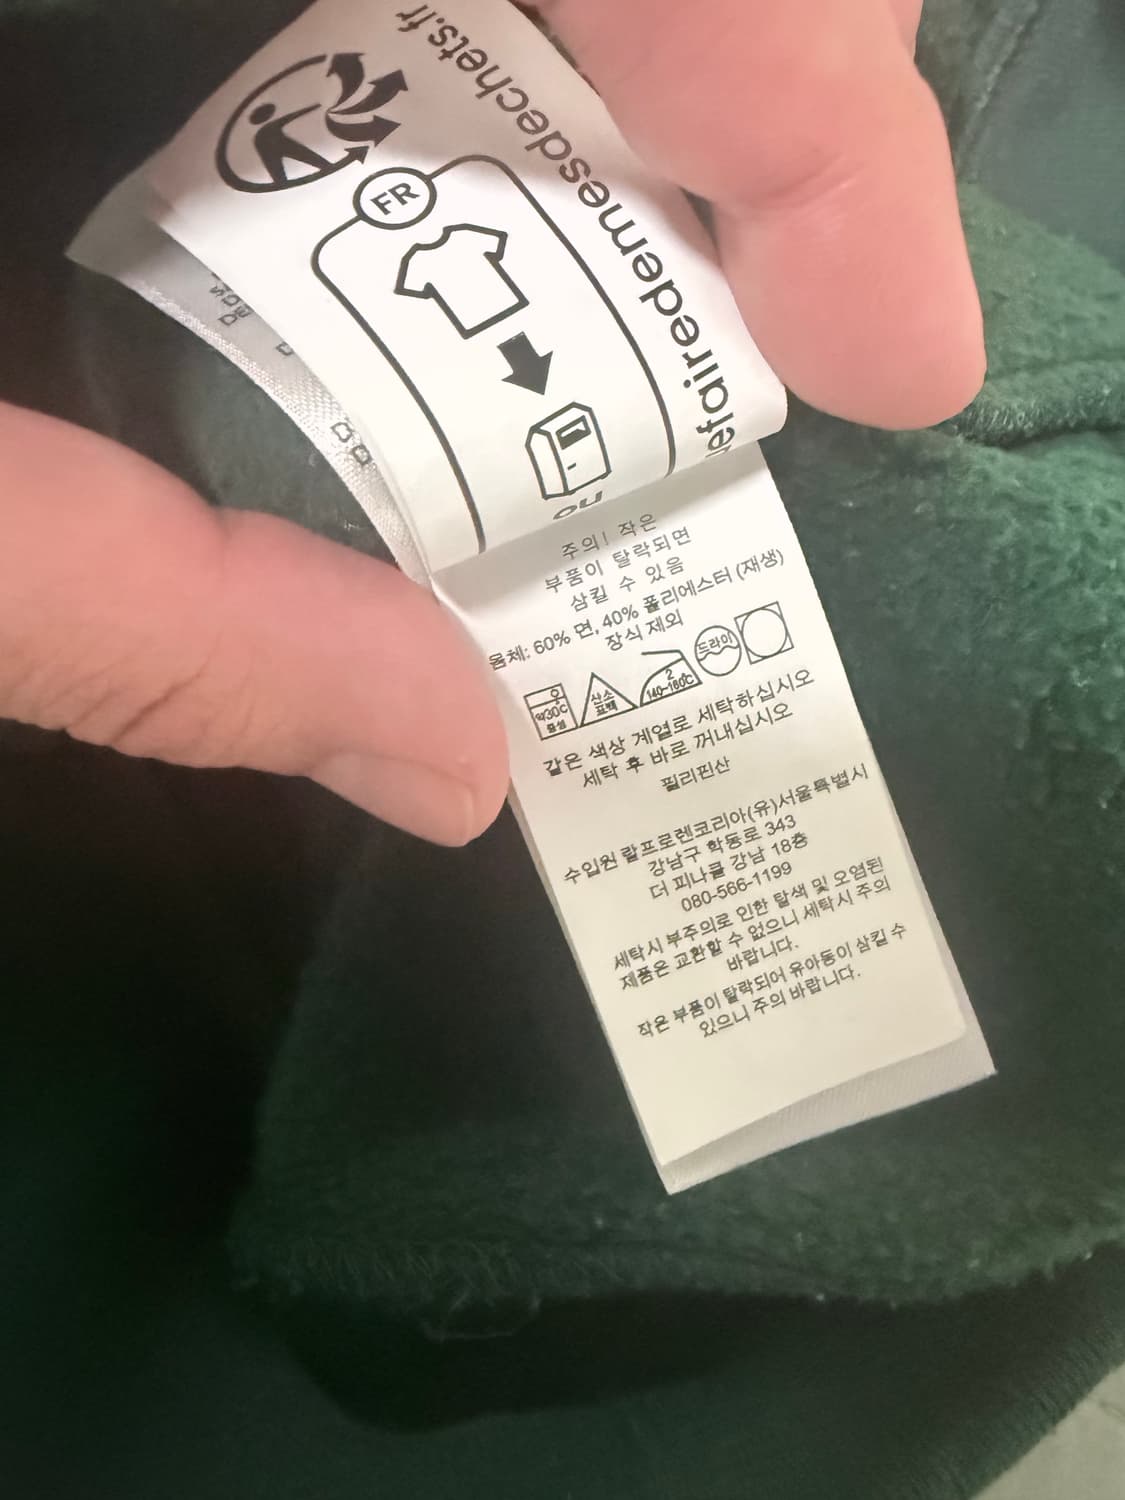 quefairedemesdechets.fr
FR
ou
주의! 작은
부품이 탈락되면
삼킬 수 있음
몸체: 60% 면, 40% 폴리에스터 (재생)
장식 제외
약30℃
중성
산소
표백
2
140~160℃
드라이
같은 색상 계열로 세탁하십시오
세탁 후 바로 꺼내십시오
필리핀산
수입원 랄프로렌코리아(유)서울특별시
강남구 학동로 343
더 피나클 강남 18층
080-566-1199
세탁시 부주의로 인한 탈색 및 오염된
제품은 교환할 수 없으니 세탁시 주의
바랍니다.
작은 부품이 탈락되어 유아동이 삼킬 수
있으니 주의 바랍니다.